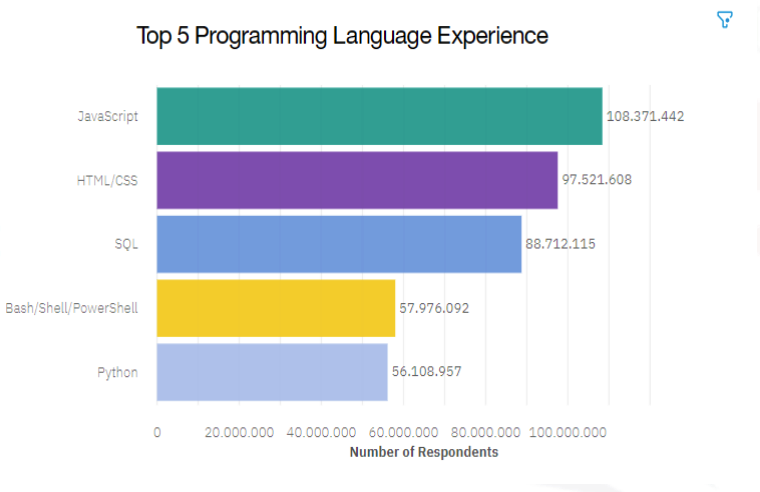 Top 5 Programming Language Experience
JavaScript 108.371.442
HTML/CSS 97.521.608
SQL 88.712.115
Bash/Shell/PowerShell 57.976.092
Python 56.108.957
0 20.000.000 40.000.000 60.000.000 80.000.000 100.000.000
Number of Respondents